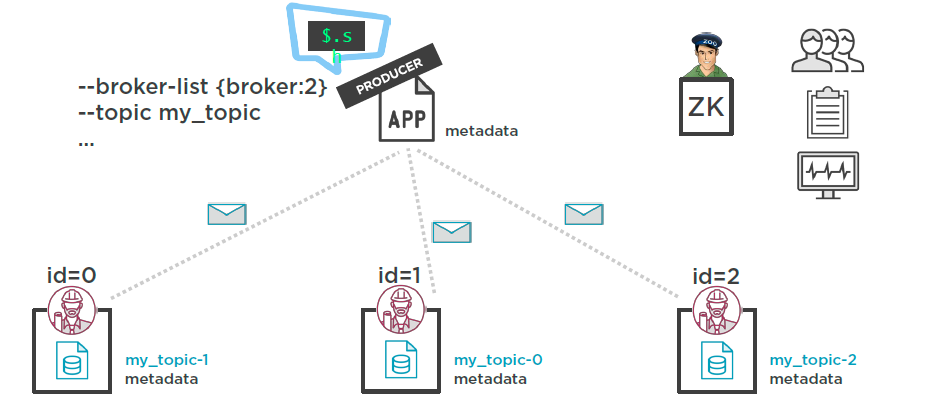 $.s
h
PRODUCER
--broker-list {broker:2}
--topic my_topic
...
APP
metadata
ZOO
ZK
id=0
id=1
id=2
my_topic-1
metadata
my_topic-0
metadata
my_topic-2
metadata